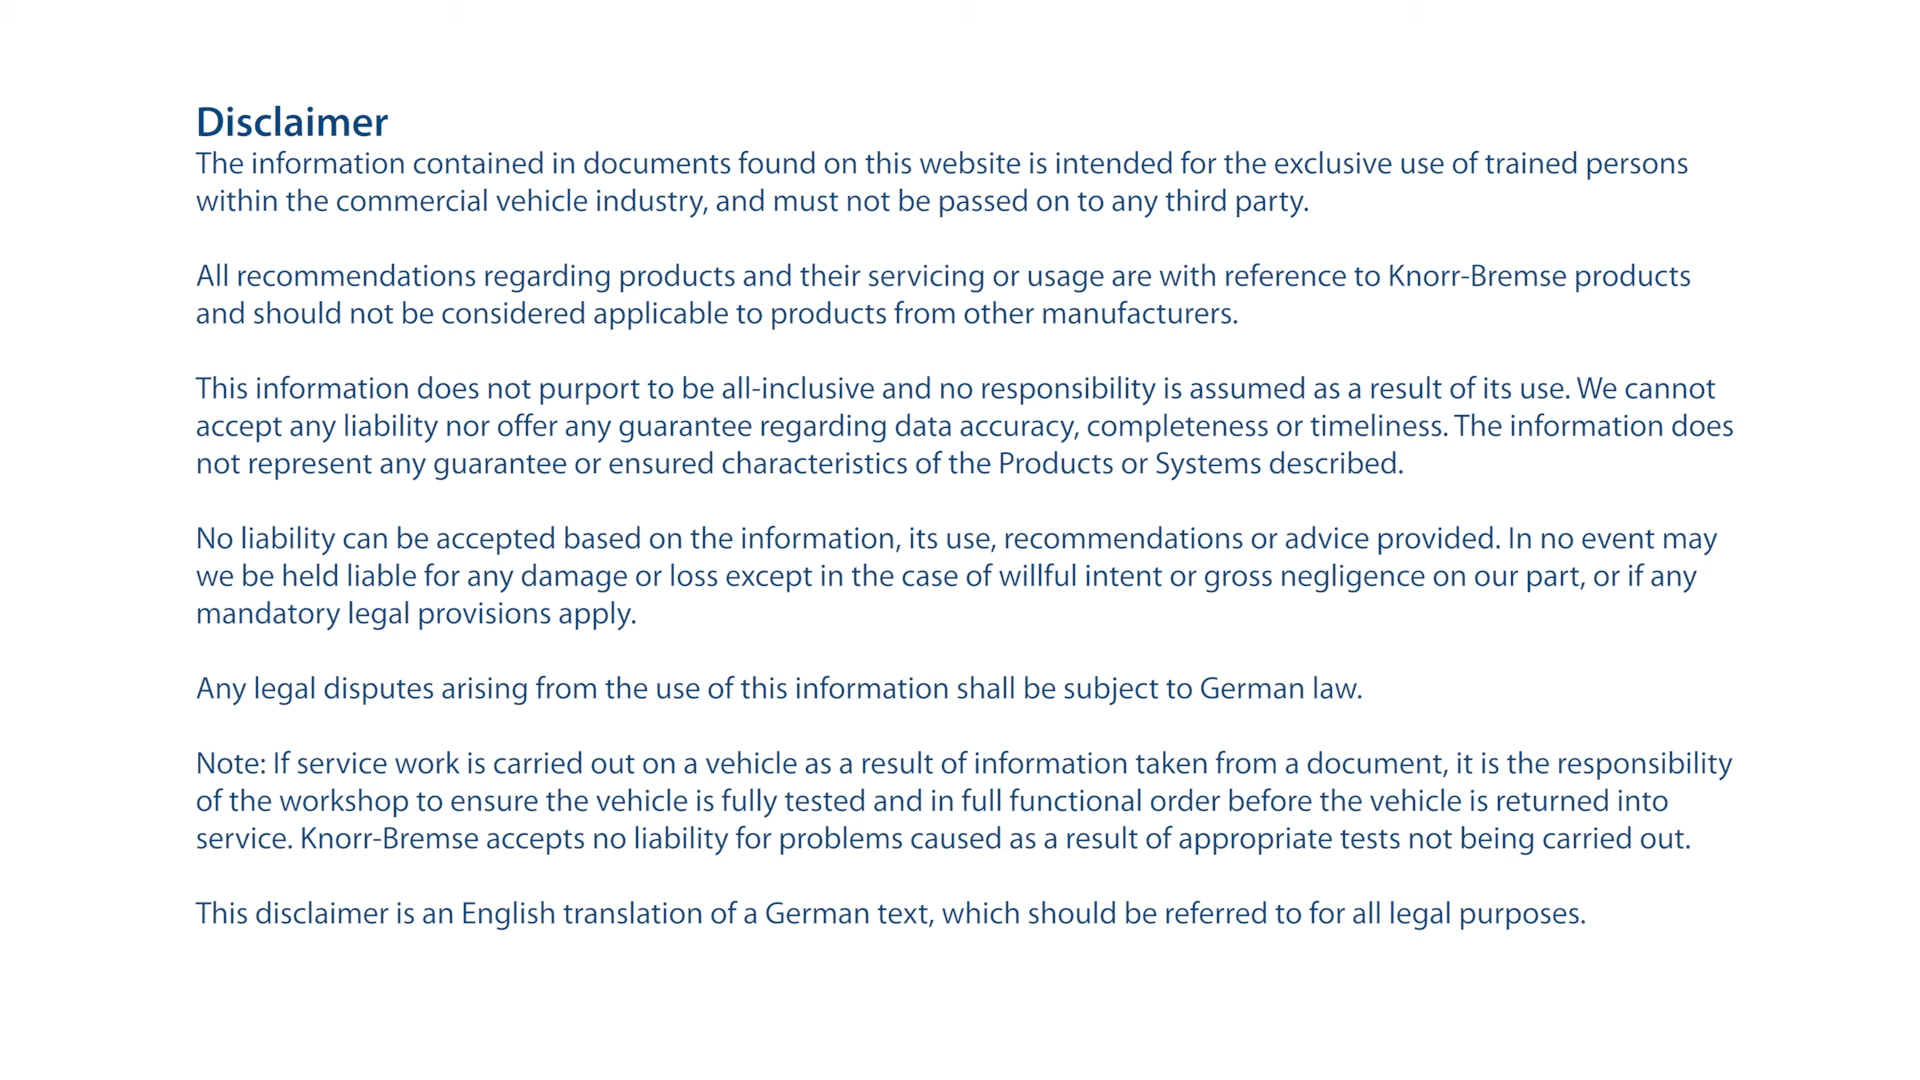 Disclaimer
The information contained in documents found on this website is intended for the exclusive use of trained persons
within the commercial vehicle industry, and must not be passed on to any third party.
All recommendations regarding products and their servicing or usage are with reference to Knorr-Bremse products
and should not be considered applicable to products from other manufacturers.
This information does not purport to be all-inclusive and no responsibility is assumed as a result of its use. We cannot
accept any liability nor offer any guarantee regarding data accuracy, completeness or timeliness. The information does
not represent any guarantee or ensured characteristics of the Products or Systems described.
No liability can be accepted based on the information, its use, recommendations or advice provided. In no event may
we be held liable for any damage or loss except in the case of willful intent or gross negligence on our part, or if any
mandatory legal provisions apply.
Any legal disputes arising from the use of this information shall be subject to German law.
Note: If service work is carried out on a vehicle as a result of information taken from a document, it is the responsibility
of the workshop to ensure the vehicle is fully tested and in full functional order before the vehicle is returned into
service. Knorr-Bremse accepts no liability for problems caused as a result of appropriate tests not being carried out.
This disclaimer is an English translation of a German text, which should be referred to for all legal purposes.